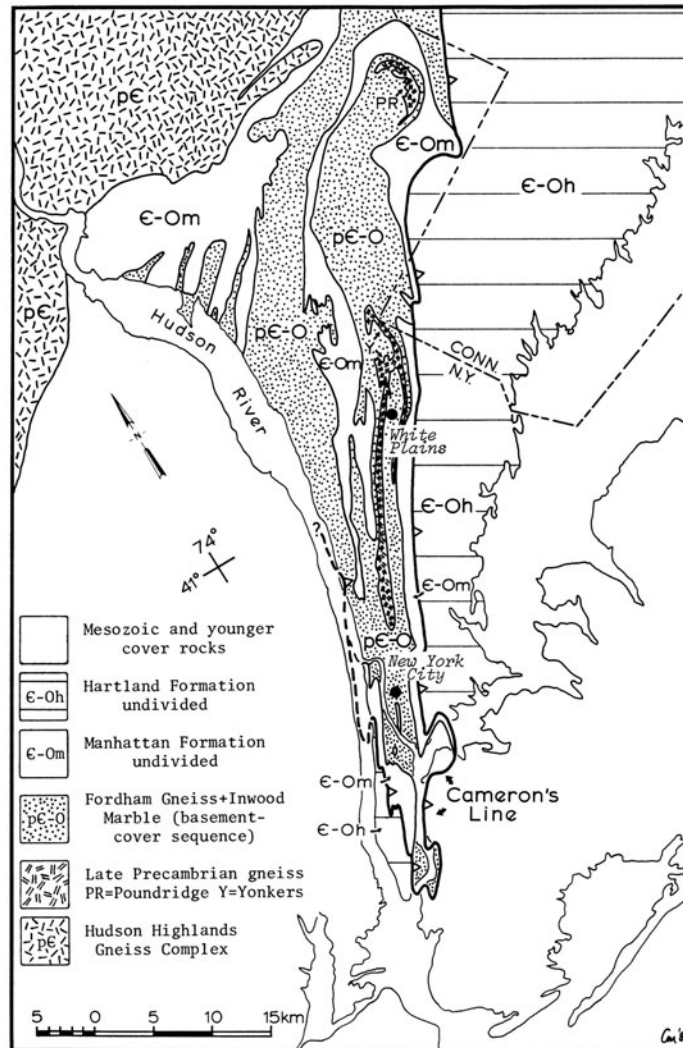 pЄ
PR
Є-Om
Є-Oh
Є-Om
pЄ-O
pЄ
Hudson
River
pЄ-O
Є-Om
Y
CONN.
N.Y.
White
Plains
N
Є-Oh
74°
41°
?
Є-Om
pЄ-O
New York
City
Є-Om
Є-Oh
Cameron's
Line
Mesozoic and younger
cover rocks
Є-Oh
Hartland Formation
undivided
Є-Om
Manhattan Formation
undivided
pЄ-O
Fordham Gneiss+Inwood
Marble (basement-
cover sequence)
Late Precambrian gneiss
PR=Poundridge Y=Yonkers
pЄ
Hudson Highlands
Gneiss Complex
5 0 5 10 15km